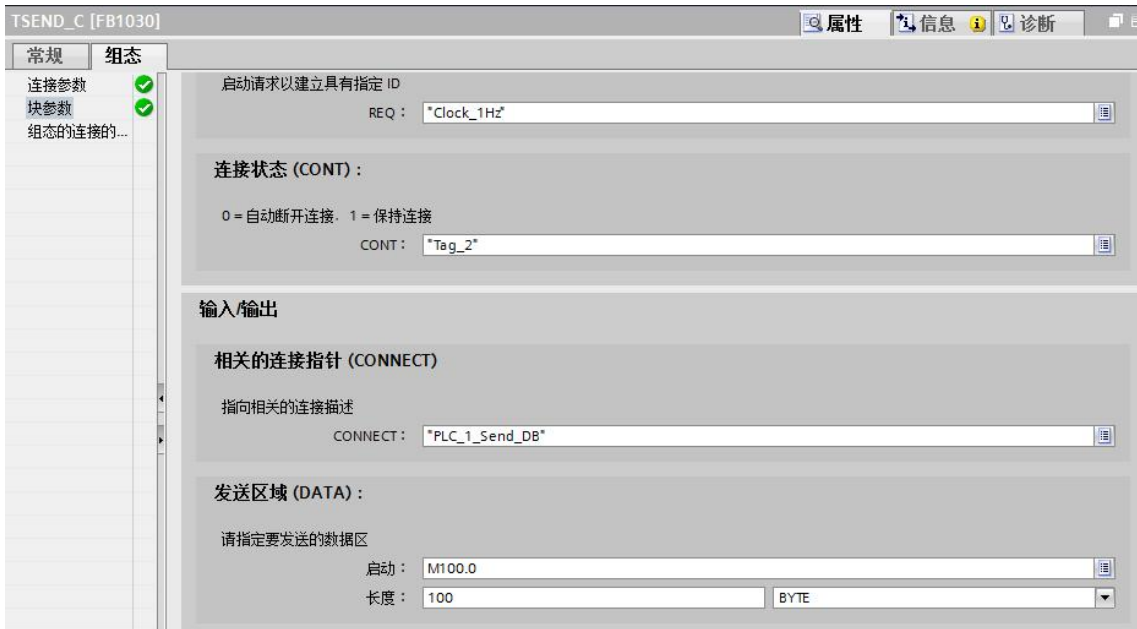 TSEND_C [FB1030]
属性 信息 诊断
常规 组态
连接参数
块参数
组态的连接的...
启动请求以建立具有指定 ID
REQ： "Clock_1Hz"
连接状态 (CONT)：
0 = 自动断开连接. 1 = 保持连接
CONT： "Tag_2"
输入/输出
相关的连接指针 (CONNECT)
指向相关的连接描述
CONNECT： "PLC_1_Send_DB"
发送区域 (DATA)：
请指定要发送的数据区
启动： M100.0
长度： 100 BYTE